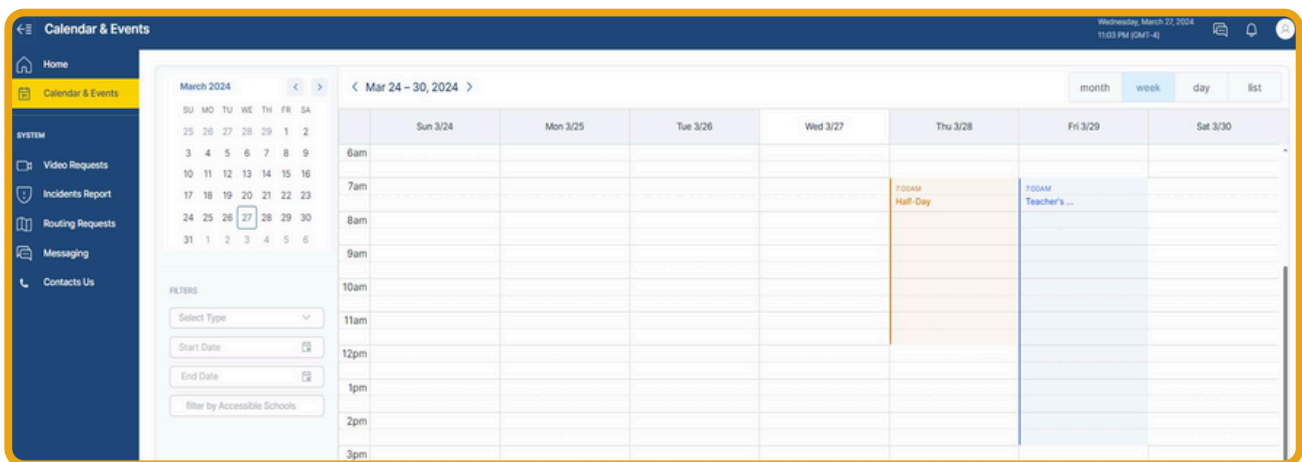 Calendar & Events
Wednesday, March 27, 2024
11:03 PM (GMT-4)
Home
Calendar & Events
SYSTEM
Video Requests
Incidents Report
Routing Requests
Messaging
Contacts Us
March 2024
SU MO TU WE TH FR SA
25 26 27 28 29 1 2
3 4 5 6 7 8 9
10 11 12 13 14 15 16
17 18 19 20 21 22 23
24 25 26 27 28 29 30
31 1 2 3 4 5 6
FILTERS
Select Type
Start Date
End Date
filter by Accessible Schools
Mar 24 – 30, 2024
month week day list
Sun 3/24 Mon 3/25 Tue 3/26 Wed 3/27 Thu 3/28 Fri 3/29 Sat 3/30
6am
7am
7:00AM
Half-Day
7:00AM
Teacher's ...
8am
9am
10am
11am
12pm
1pm
2pm
3pm